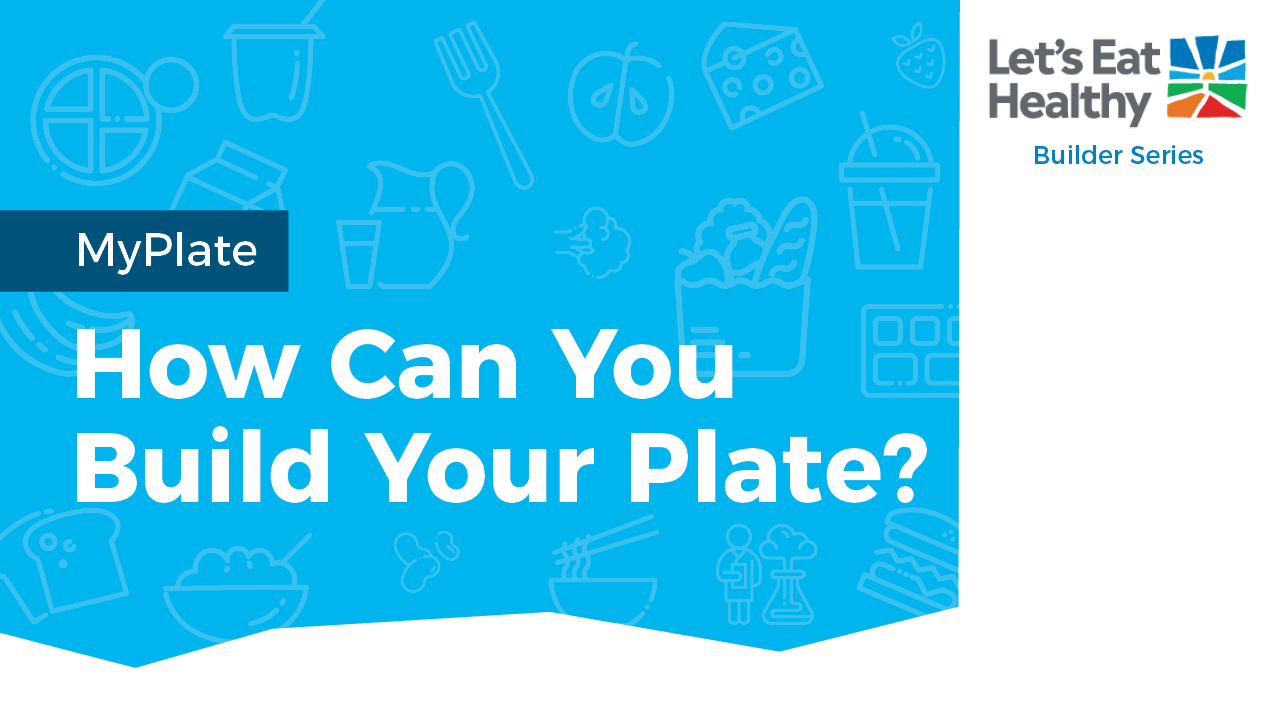 Let's Eat
Healthy
Builder Series
MyPlate
How Can You
Build Your Plate?